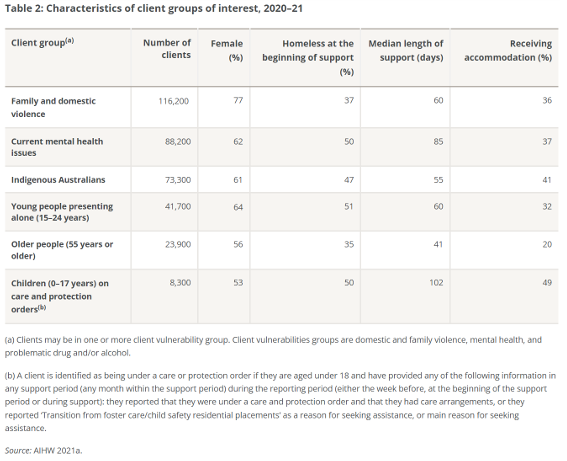 Table 2: Characteristics of client groups of interest, 2020–21
Client group(a)
Number of clients
Female (%)
Homeless at the beginning of support (%)
Median length of support (days)
Receiving accommodation (%)
Family and domestic violence 116,200 77 37 60 36
Current mental health issues 88,200 62 50 85 37
Indigenous Australians 73,300 61 47 55 41
Young people presenting alone (15–24 years) 41,700 64 51 60 32
Older people (55 years or older) 23,900 56 35 41 20
Children (0–17 years) on care and protection orders(b) 8,300 53 50 102 49
(a) Clients may be in one or more client vulnerability group. Client vulnerabilities groups are domestic and family violence, mental health, and
problematic drug and/or alcohol.
(b) A client is identified as being under a care or protection order if they are aged under 18 and have provided any of the following information in
any support period (any month within the support period) during the reporting period (either the week before, at the beginning of the support
period or during support): they reported that they were under a care and protection order and that they had care arrangements, or they
reported ‘Transition from foster care/child safety residential placements’ as a reason for seeking assistance, or main reason for seeking
assistance.
Source: AIHW 2021a.